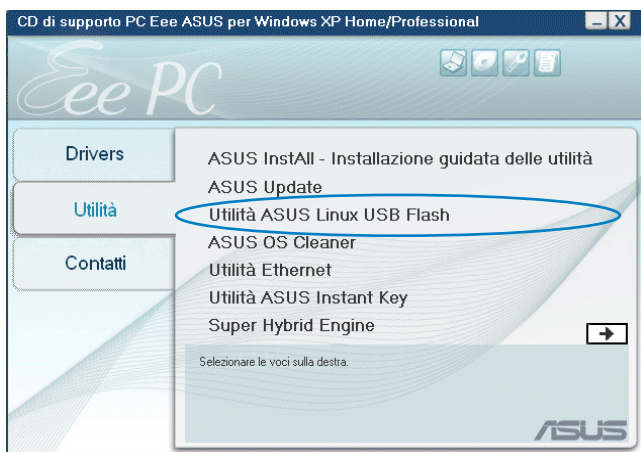 CD di supporto PC Eee ASUS per Windows XP Home/Professional
Eee PC
Drivers
Utilità
Contatti
ASUS InstAll - Installazione guidata delle utilità
ASUS Update
Utilità ASUS Linux USB Flash
ASUS OS Cleaner
Utilità Ethernet
Utilità ASUS Instant Key
Super Hybrid Engine
Selezionare le voci sulla destra.
ASUS